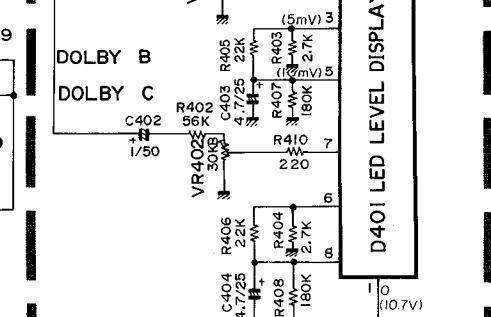 9
(5mV) 3
R405
22K
R403
2.7K
DOLBY B
5
DOLBY C
C403
4.7/25
+
R407
180K
C402
+
1/50
R402
56K
VR402
30KB
R410
220
7
6
R406
22K
R404
2.7K
8
C404
4.7/25
+
R408
180K
D401 LED LEVEL DISPLAY
10
(10.7V)